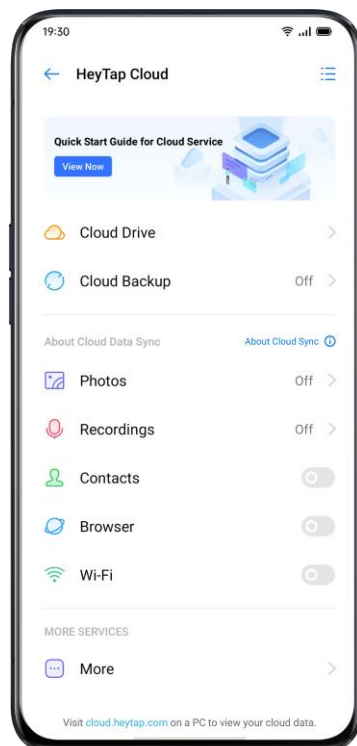 19:30
HeyTap Cloud
Quick Start Guide for Cloud Service
View Now
Cloud Drive
Cloud Backup Off
About Cloud Data Sync About Cloud Sync
Photos Off
Recordings Off
Contacts
Browser
Wi-Fi
MORE SERVICES
More
Visit cloud.heytap.com on a PC to view your cloud data.